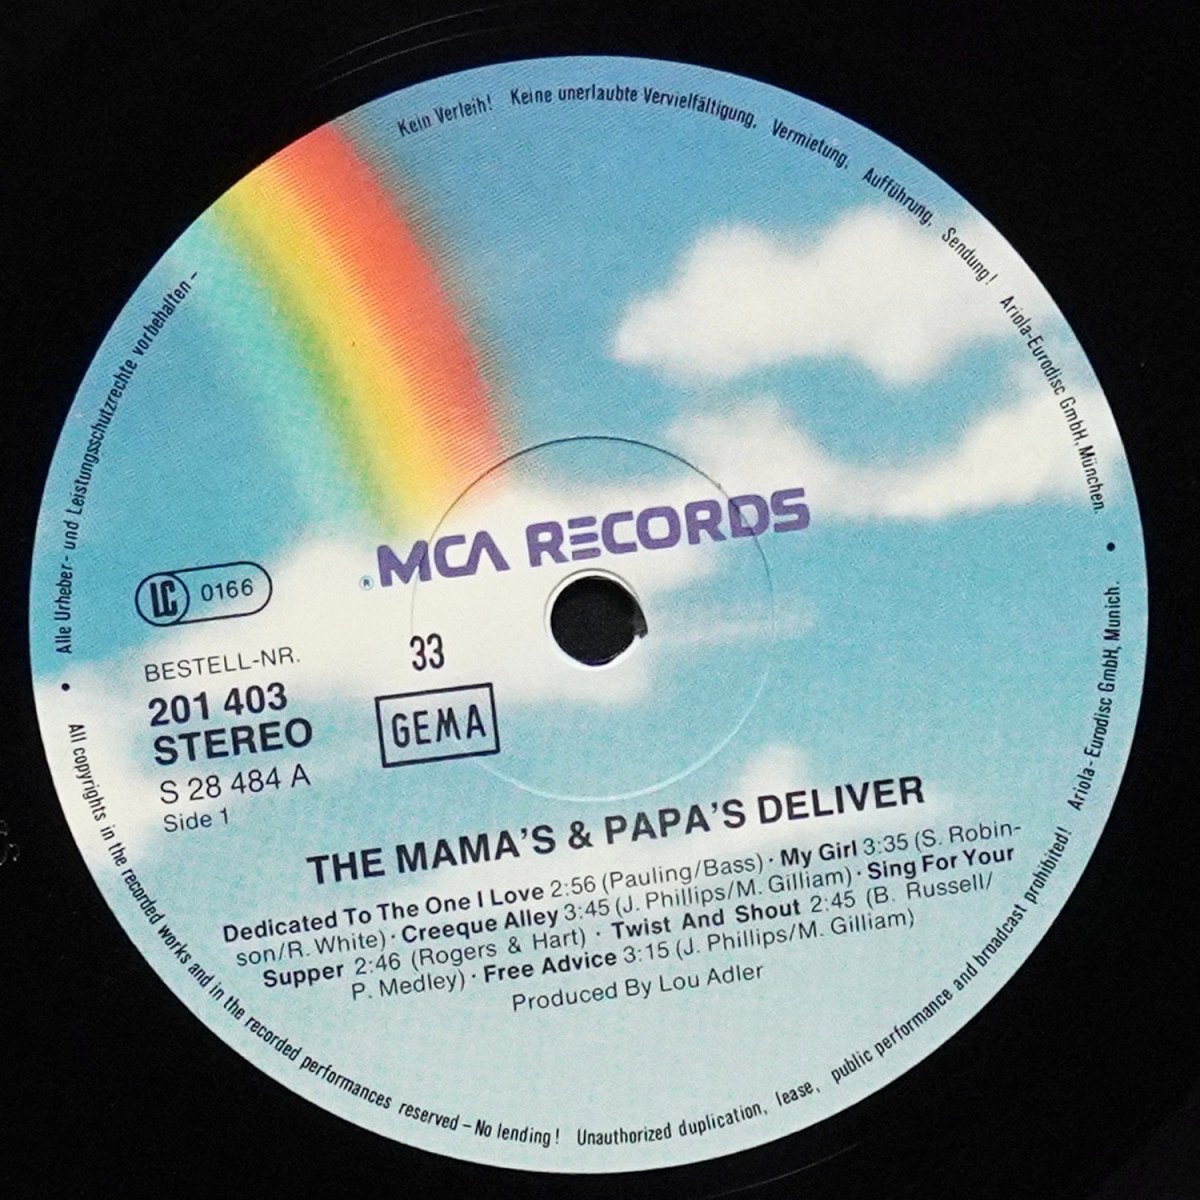 Alle Urheber- und Leistungsschutzrechte vorbehalten -
Kein Verleih! Keine unerlaubte Vervielfältigung, Vermietung, Aufführung, Sendung! Ariola-Eurodisc GmbH, München.
® MCA RECORDS
LC 0166
33
BESTELL-NR.
201 403
GEMA
STEREO
S 28 484 A
Side 1
THE MAMA'S & PAPA'S DELIVER
Dedicated To The One I Love 2:56 (Pauling/Bass) · My Girl 3:35 (S. Robin-
son/R. White) · Creeque Alley 3:45 (J. Phillips/M. Gilliam) · Sing For Your
Supper 2:46 (Rogers & Hart) · Twist And Shout 2:45 (B. Russell/
P. Medley) · Free Advice 3:15 (J. Phillips/M. Gilliam)
Produced By Lou Adler
All copyrights in the recorded works and in the recorded performances reserved – No lending! Unauthorized duplication, lease, public performance and broadcast prohibited! Ariola-Eurodisc GmbH, Munich.